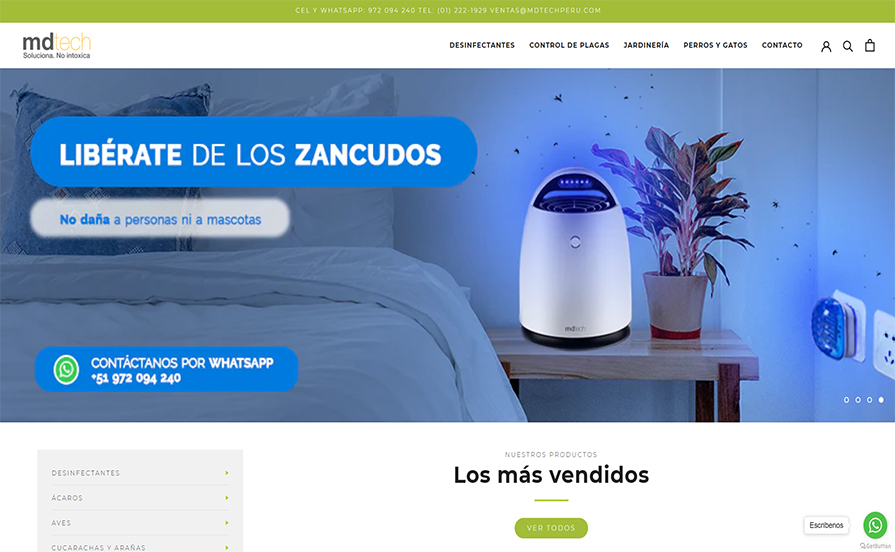 CEL Y WHATSAPP: 972 094 240 TEL: (01) 222-1929 VENTAS@MDTECHPERU.COM
mdtech
Soluciona. No intoxica
DESINFECTANTES CONTROL DE PLAGAS JARDINERÍA PERROS Y GATOS CONTACTO
LIBÉRATE DE LOS ZANCUDOS
No daña a personas ni a mascotas
mdtech
CONTÁCTANOS POR WHATSAPP
+51 972 094 240
NUESTROS PRODUCTOS
Los más vendidos
VER TODOS
DESINFECTANTES
ÁCAROS
AVES
CUCARACHAS Y ARAÑAS
Escribenos
GetButton